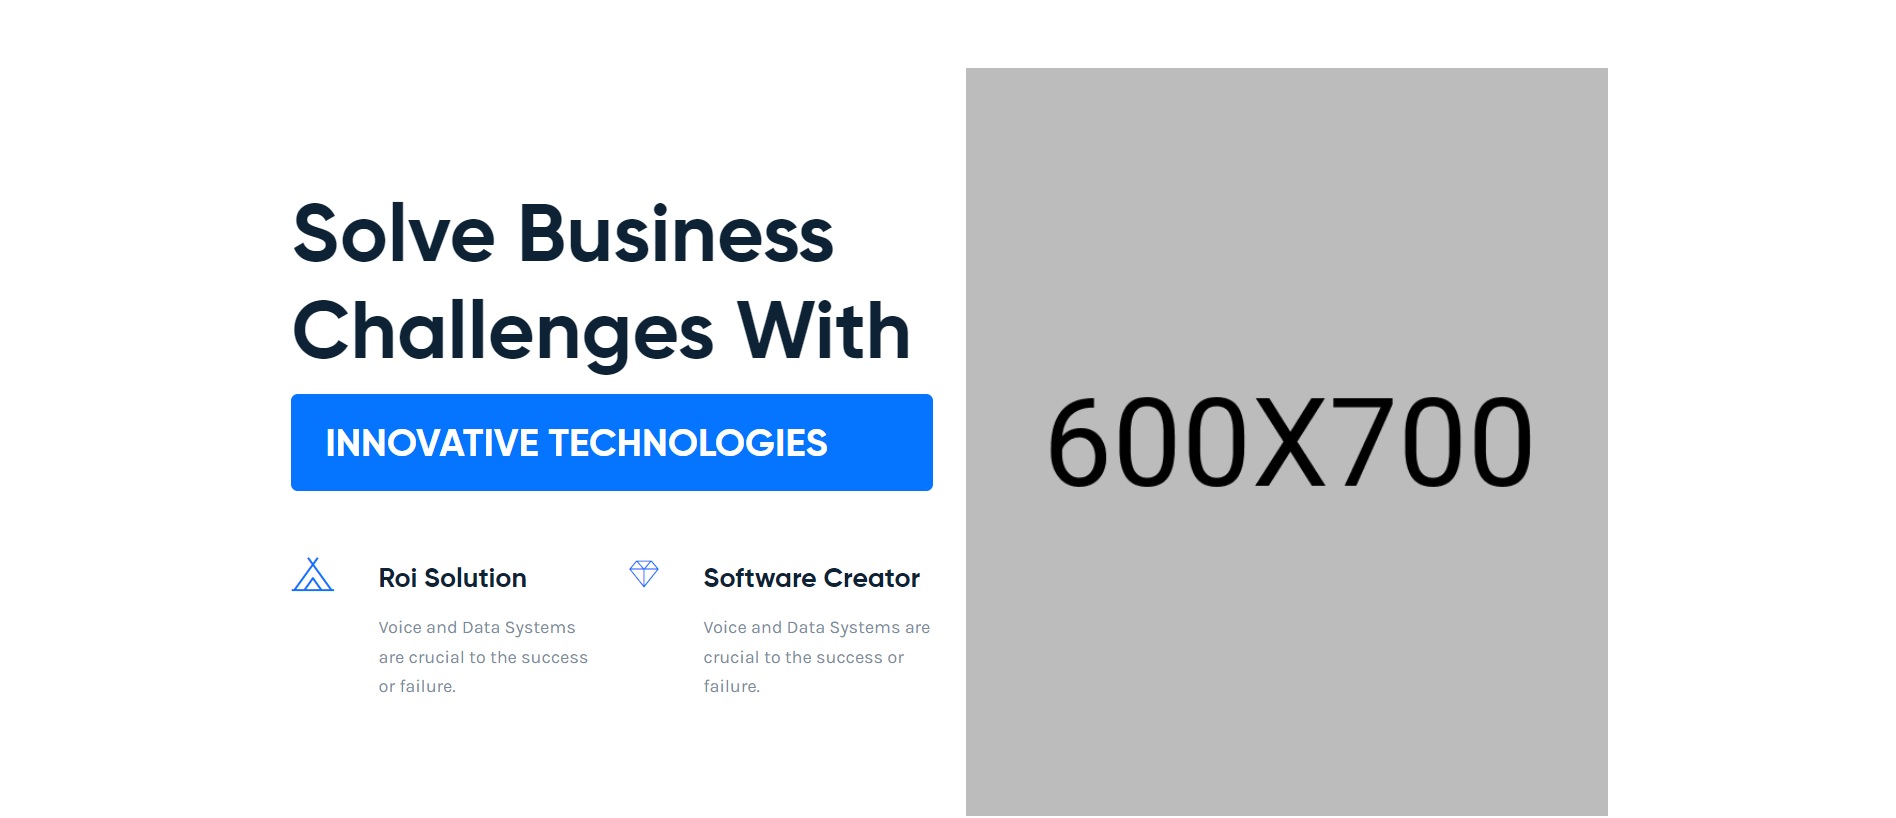 Solve Business
Challenges With
INNOVATIVE TECHNOLOGIES
Roi Solution
Voice and Data Systems
are crucial to the success
or failure.
Software Creator
Voice and Data Systems are
crucial to the success or
failure.
600X700